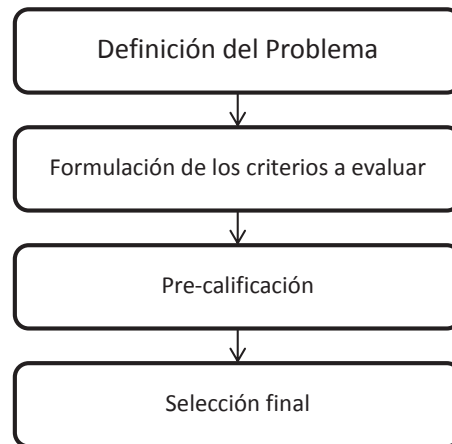 Definición del Problema
Formulación de los criterios a evaluar
Pre-calificación
Selección final